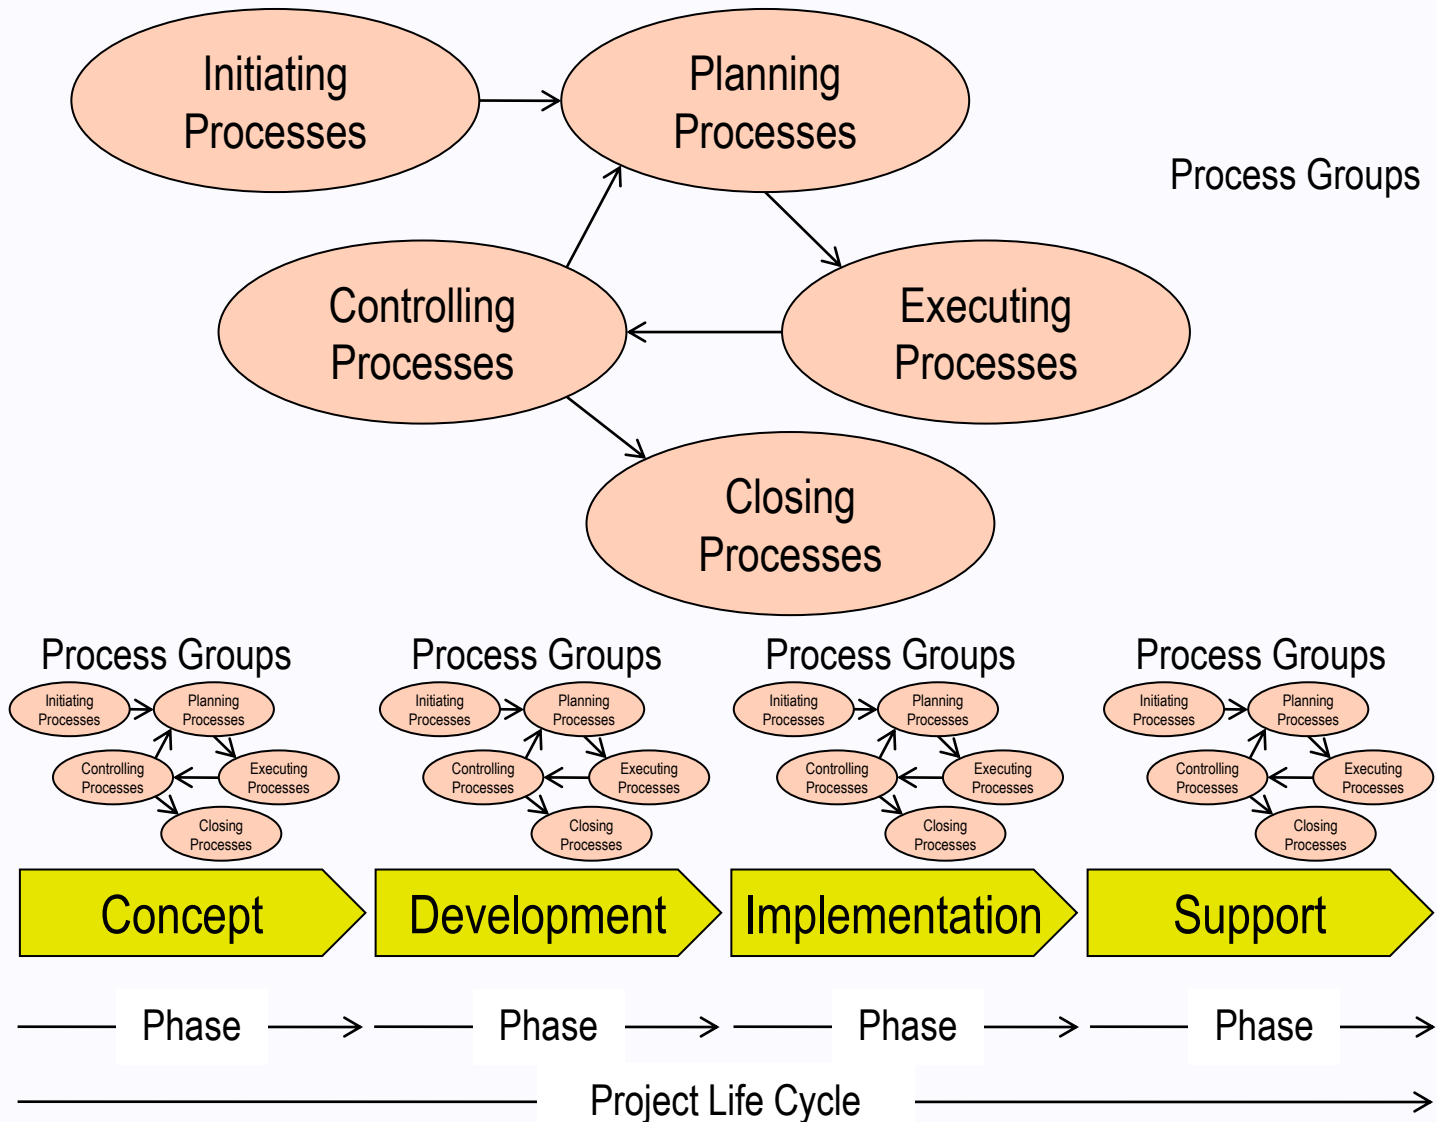 Initiating
Processes
Planning
Processes
Process Groups
Controlling
Processes
Executing
Processes
Closing
Processes
Process Groups
Initiating
Processes
Planning
Processes
Controlling
Processes
Executing
Processes
Closing
Processes
Process Groups
Initiating
Processes
Planning
Processes
Controlling
Processes
Executing
Processes
Closing
Processes
Process Groups
Initiating
Processes
Planning
Processes
Controlling
Processes
Executing
Processes
Closing
Processes
Process Groups
Initiating
Processes
Planning
Processes
Controlling
Processes
Executing
Processes
Closing
Processes
Concept
Development
Implementation
Support
Phase
Phase
Phase
Phase
Project Life Cycle